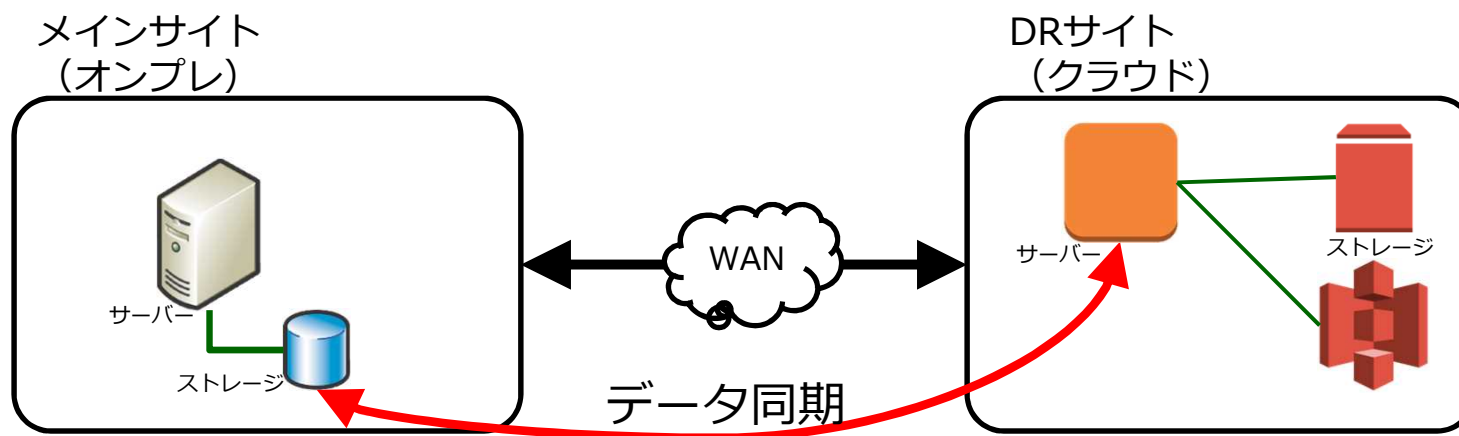 メインサイト
（オンプレ）
DRサイト
（クラウド）
WAN
サーバー
ストレージ
サーバー
ストレージ
データ同期